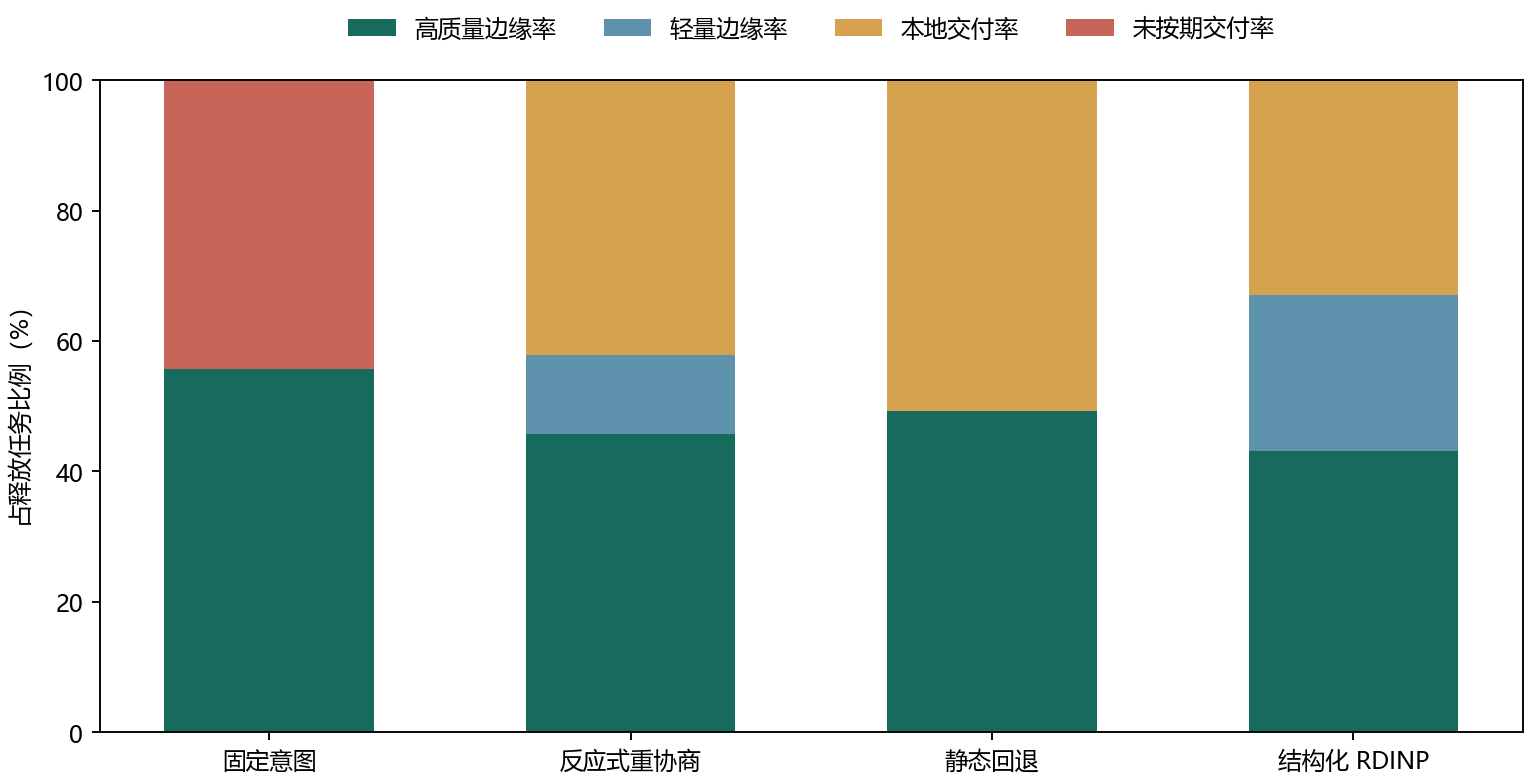 高质量边缘率
轻量边缘率
本地交付率
未按期交付率
占释放任务比例 (%)
100
80
60
40
20
0
固定意图
反应式重协商
静态回退
结构化 RDINP